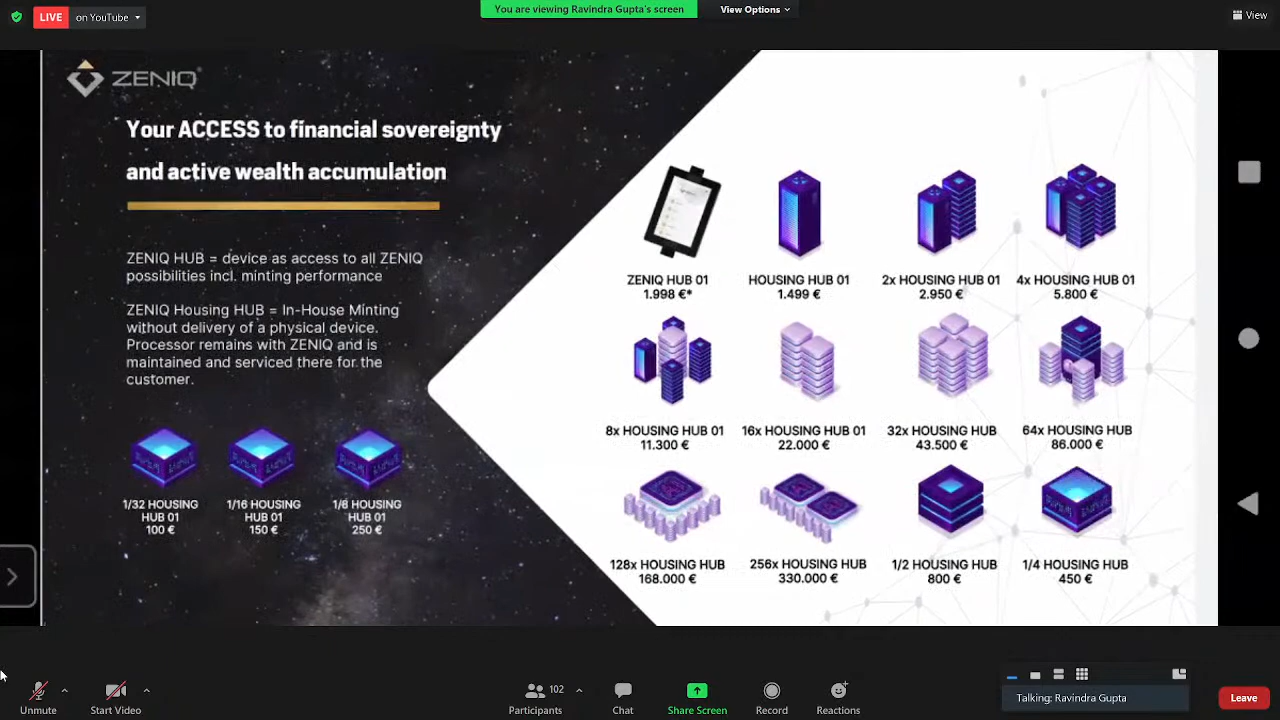 LIVE on YouTube
You are viewing Ravindra Gupta's screen
View Options
View
ZENIQ
Your ACCESS to financial sovereignty
and active wealth accumulation
ZENIQ HUB = device as access to all ZENIQ
possibilities incl. minting performance
ZENIQ Housing HUB = In-House Minting
without delivery of a physical device.
Processor remains with ZENIQ and is
maintained and serviced there for the
customer.
1/32 HOUSING
HUB 01
100 €
1/16 HOUSING
HUB 01
150 €
1/8 HOUSING
HUB 01
250 €
ZENIQ HUB 01
1.998 €*
HOUSING HUB 01
1.499 €
2x HOUSING HUB 01
2.950 €
4x HOUSING HUB 01
5.800 €
8x HOUSING HUB 01
11.300 €
16x HOUSING HUB 01
22.000 €
32x HOUSING HUB
43.500 €
64x HOUSING HUB
86.000 €
128x HOUSING HUB
168.000 €
256x HOUSING HUB
330.000 €
1/2 HOUSING HUB
800 €
1/4 HOUSING HUB
450 €
Unmute
Start Video
102
Participants
Chat
Share Screen
Record
Reactions
Talking: Ravindra Gupta
Leave